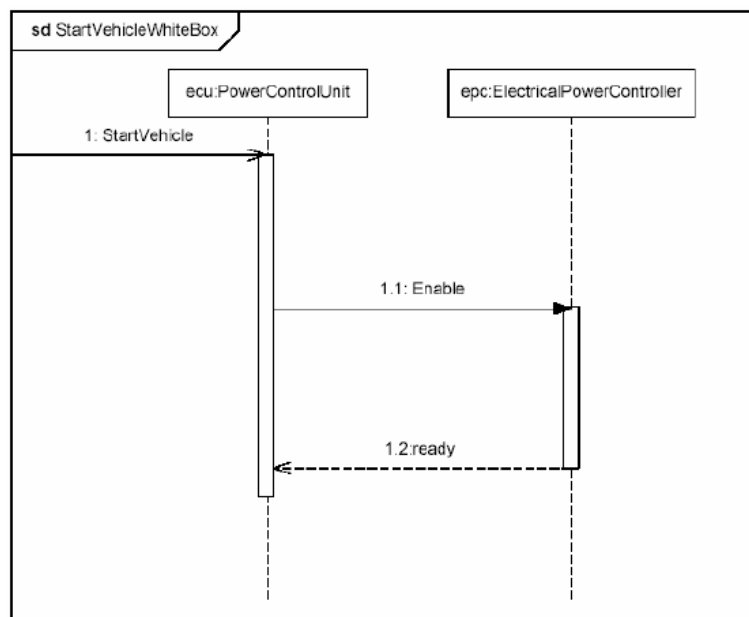 sd StartVehicleWhiteBox
ecu:PowerControlUnit
epc:ElectricalPowerController
1: StartVehicle
1.1: Enable
1.2:ready